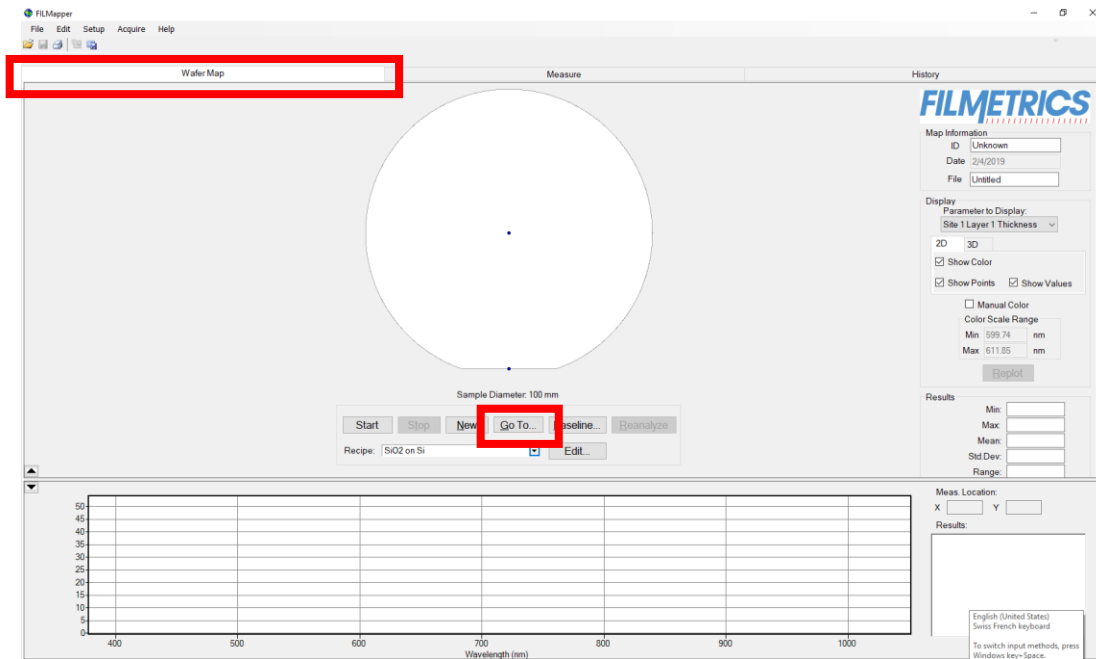 FILMapper
File Edit Setup Acquire Help
Wafer Map Measure History
FILMETRICS
Map Information
ID Unknown
Date 2/4/2019
File Untitled
Display
Parameter to Display:
Site 1 Layer 1 Thickness
2D 3D
Show Color
Show Points Show Values
Manual Color
Color Scale Range
Min 599.74 nm
Max 611.85 nm
Replot
Sample Diameter: 100 mm
Start Stop New Go To... Baseline... Reanalyze
Recipe: SiO2 on Si Edit...
Results
Min:
Max:
Mean:
Std.Dev:
Range:
50
45
40
35
30
25
20
15
10
5
0
400 500 600 700 800 900 1000
Wavelength (nm)
Meas. Location:
X Y
Results:
English (United States)
Swiss French keyboard
To switch input methods, press
Windows key+Space.